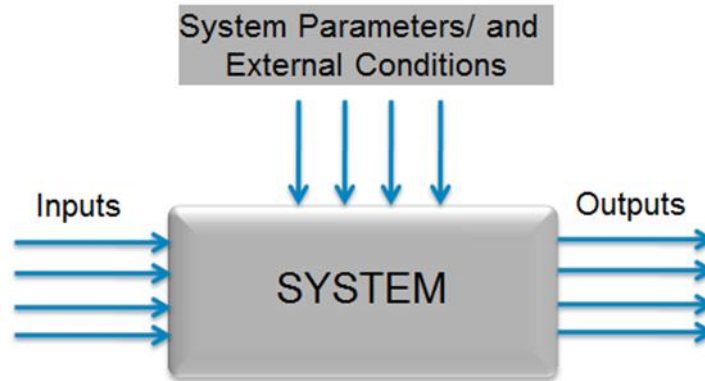 System Parameters/ and
External Conditions
Inputs
Outputs
SYSTEM